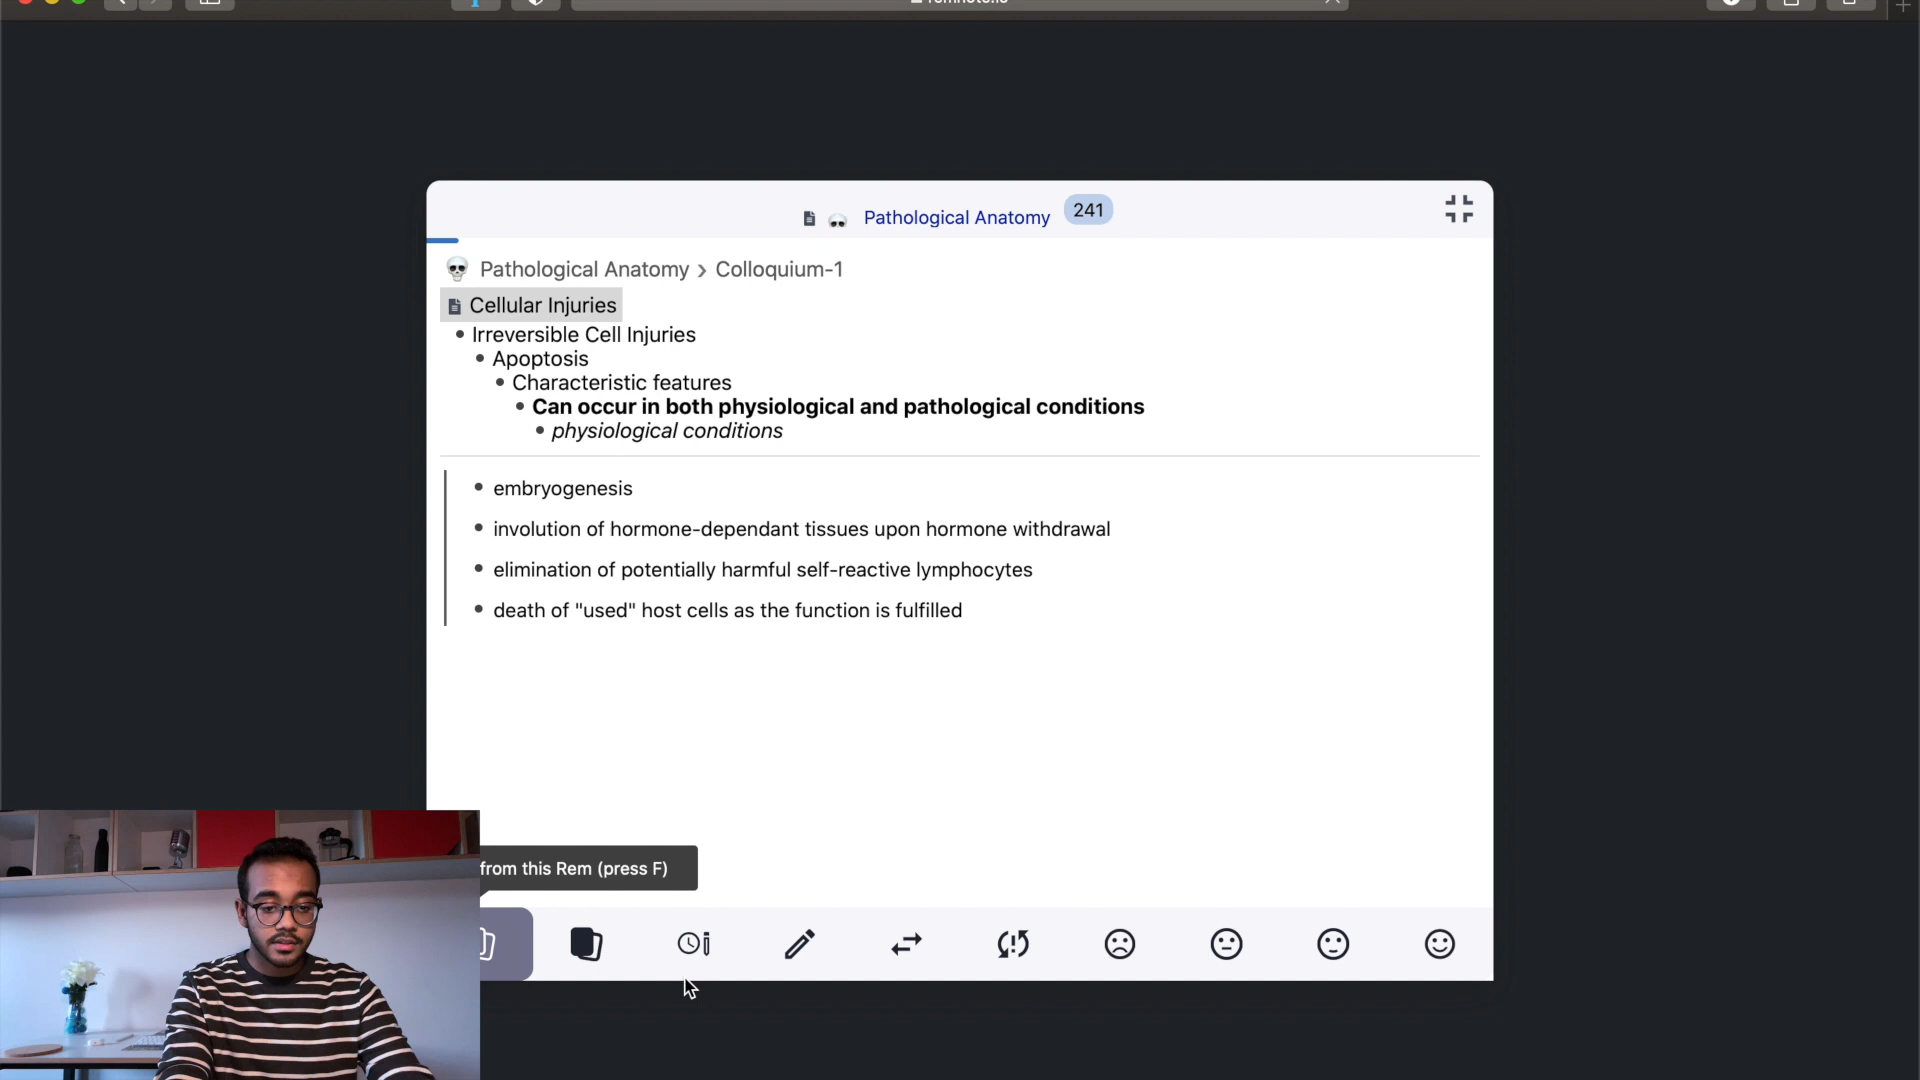 Pathological Anatomy 241
Pathological Anatomy › Colloquium-1
Cellular Injuries
• Irreversible Cell Injuries
• Apoptosis
• Characteristic features
• Can occur in both physiological and pathological conditions
• physiological conditions
• embryogenesis
• involution of hormone-dependant tissues upon hormone withdrawal
• elimination of potentially harmful self-reactive lymphocytes
• death of "used" host cells as the function is fulfilled
from this Rem (press F)